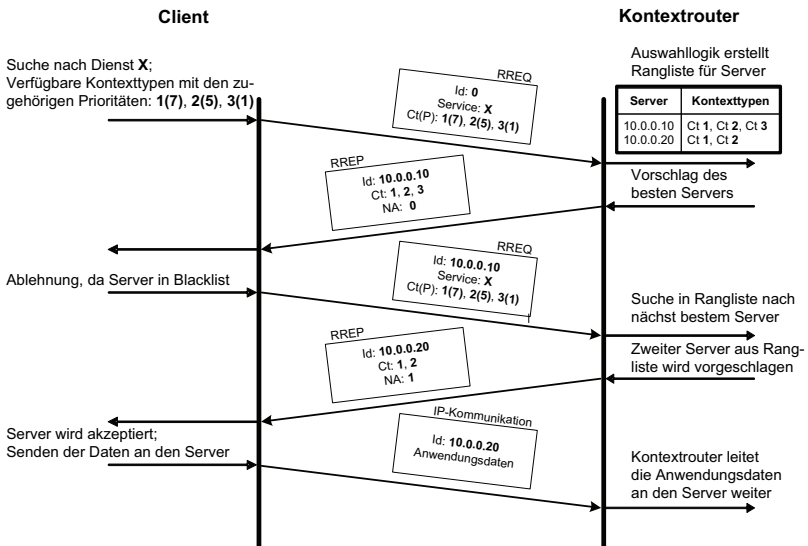 Client
Kontextrouter
Suche nach Dienst X;
Verfügbare Kontexttypen mit den zu-
gehörigen Prioritäten: 1(7), 2(5), 3(1)
RREQ
Id: 0
Service: X
Ct(P): 1(7), 2(5), 3(1)
Auswahllogik erstellt
Rangliste für Server
Server Kontexttypen
10.0.0.10 Ct 1, Ct 2, Ct 3
10.0.0.20 Ct 1, Ct 2
RREP
Id: 10.0.0.10
Ct: 1, 2, 3
NA: 0
Vorschlag des
besten Servers
Ablehnung, da Server in Blacklist
RREQ
Id: 10.0.0.10
Service: X
Ct(P): 1(7), 2(5), 3(1)
Suche in Rangliste nach
nächst bestem Server
RREP
Id: 10.0.0.20
Ct: 1, 2
NA: 1
Zweiter Server aus Rang-
liste wird vorgeschlagen
Server wird akzeptiert;
Senden der Daten an den Server
IP-Kommunikation
Id: 10.0.0.20
Anwendungsdaten
Kontextrouter leitet
die Anwendungsdaten
an den Server weiter